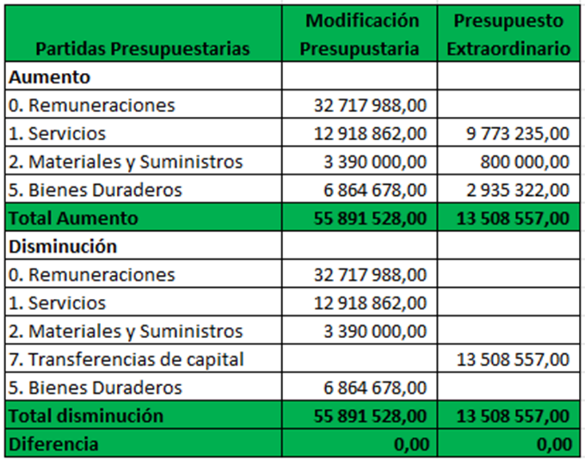 Partidas Presupuestarias Modificación Presupustaria Presupuesto Extraordinario
Aumento
0. Remuneraciones 32 717 988,00
1. Servicios 12 918 862,00 9 773 235,00
2. Materiales y Suministros 3 390 000,00 800 000,00
5. Bienes Duraderos 6 864 678,00 2 935 322,00
Total Aumento 55 891 528,00 13 508 557,00
Disminución
0. Remuneraciones 32 717 988,00
1. Servicios 12 918 862,00
2. Materiales y Suministros 3 390 000,00
7. Transferencias de capital 13 508 557,00
5. Bienes Duraderos 6 864 678,00
Total disminución 55 891 528,00 13 508 557,00
Diferencia 0,00 0,00